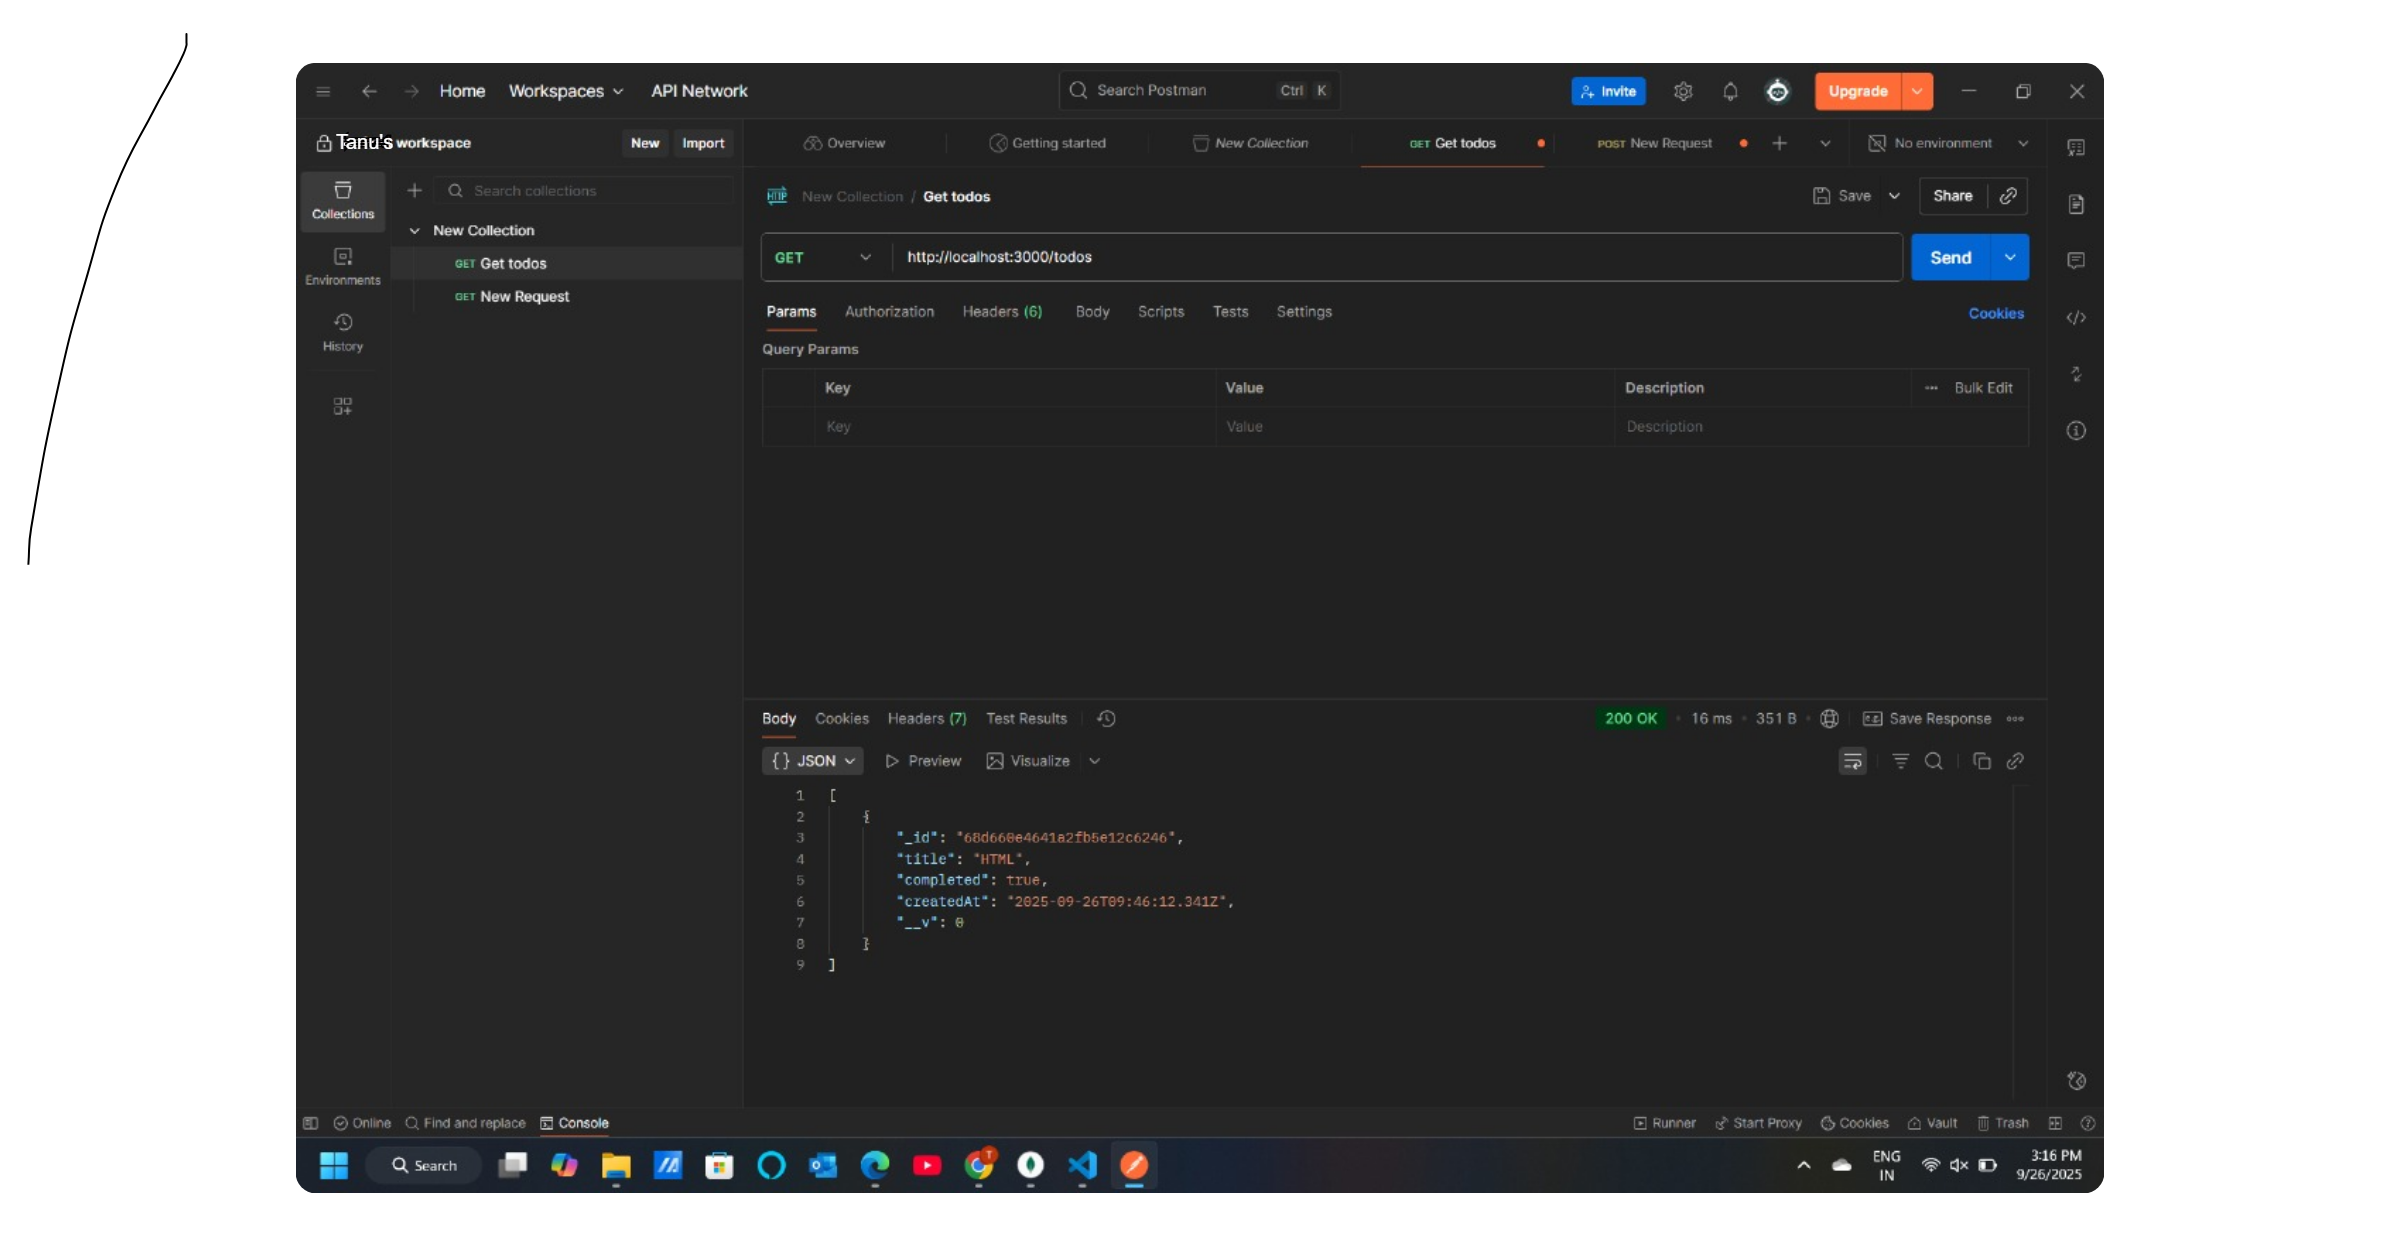 Home Workspaces API Network Search Postman Ctrl K Invite Upgrade
Tanu's workspace New Import Overview Getting started New Collection GET Get todos POST New Request No environment
Collections Search collections HTTP New Collection / Get todos Save Share
New Collection
GET Get todos GET http://localhost:3000/todos Send
Environments
GET New Request
Params Authorization Headers (6) Body Scripts Tests Settings Cookies
History Query Params
Key Value Description Bulk Edit
Key Value Description
Body Cookies Headers (7) Test Results 200 OK 16 ms 351 B Save Response
{} JSON Preview Visualize
1 [
2 {
3 "_id": "68d660e4641a2fb5e12c6246",
4 "title": "HTML",
5 "completed": true,
6 "createdAt": "2025-09-26T09:46:12.341Z",
7 "__v": 0
8 }
9 ]
Online Find and replace Console Runner Start Proxy Cookies Vault Trash
Search ENG 3:16 PM
IN 9/26/2025